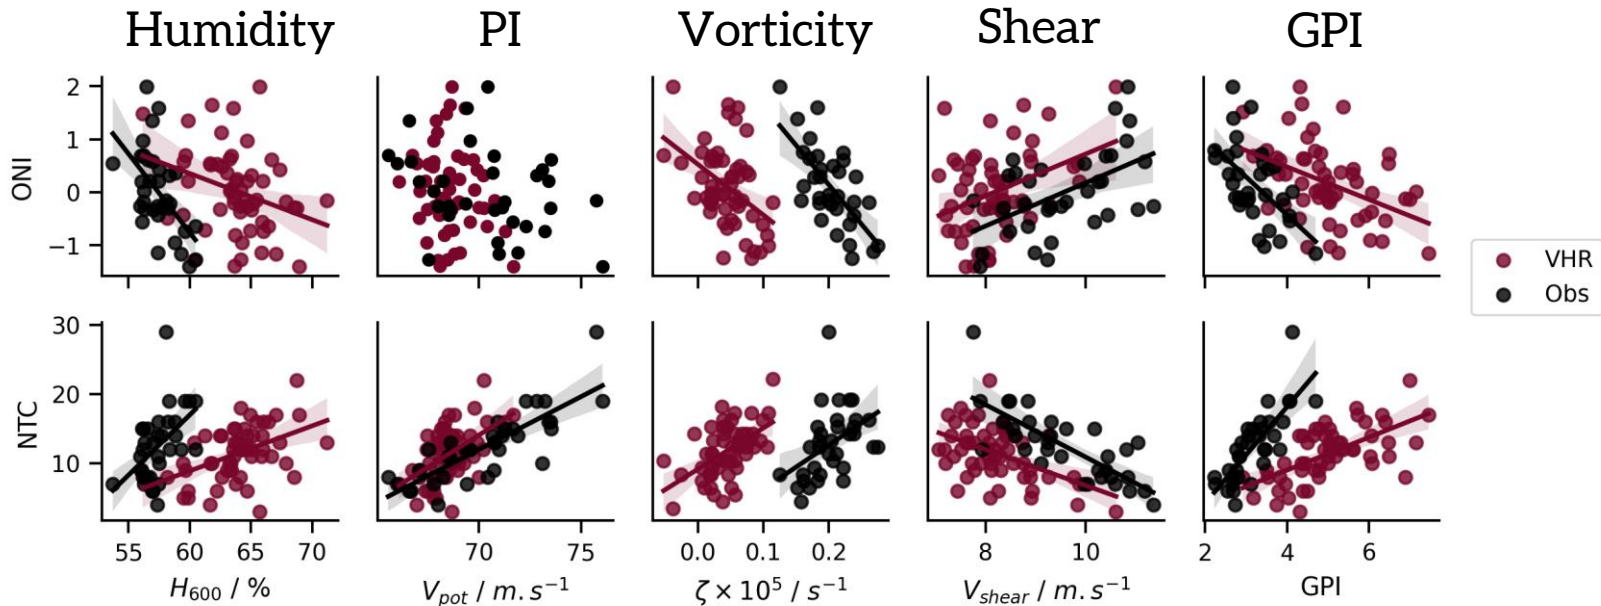 Humidity PI Vorticity Shear GPI
ONI
2
1
0
−1
VHR
Obs
NTC
30
20
10
55 60 65 70 70 75 0.0 0.1 0.2 8 10 2 4 6
H600 / % Vpot / m.s−1 ζ × 10⁵ / s−1 Vshear / m.s−1 GPI